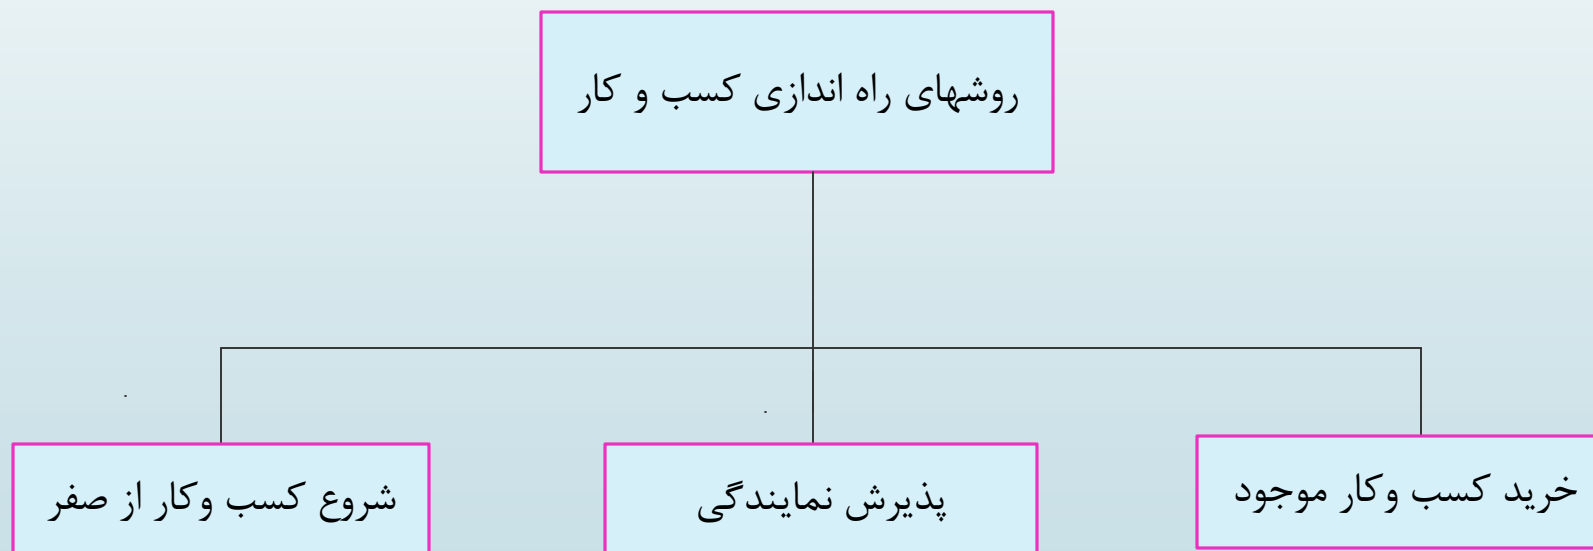 روشهای راه اندازی کسب و کار
خرید کسب وکار موجود
پذیرش نمایندگی
شروع کسب وکار از صفر